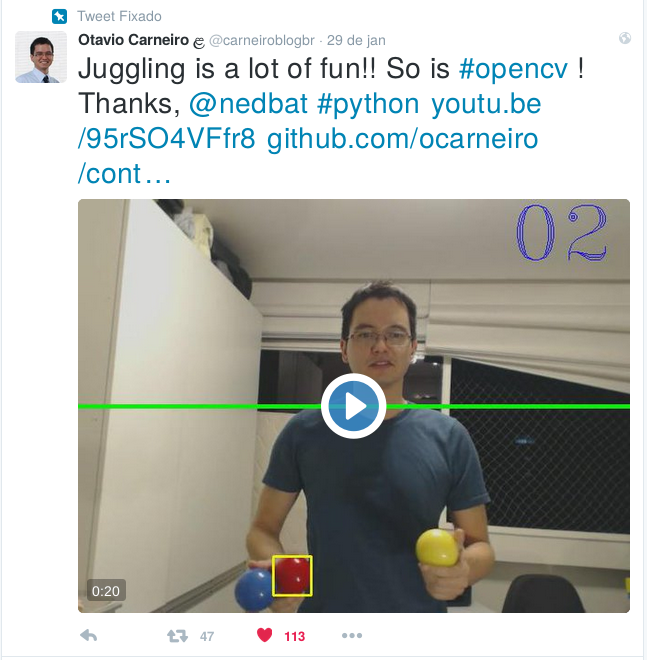 Tweet Fixado
Otavio Carneiro ළ @carneiroblogbr · 29 de jan
Juggling is a lot of fun!! So is #opencv !
Thanks, @nedbat #python youtu.be
/95rSO4VFfr8 github.com/ocarneiro
/cont…
02
0:20
47 113